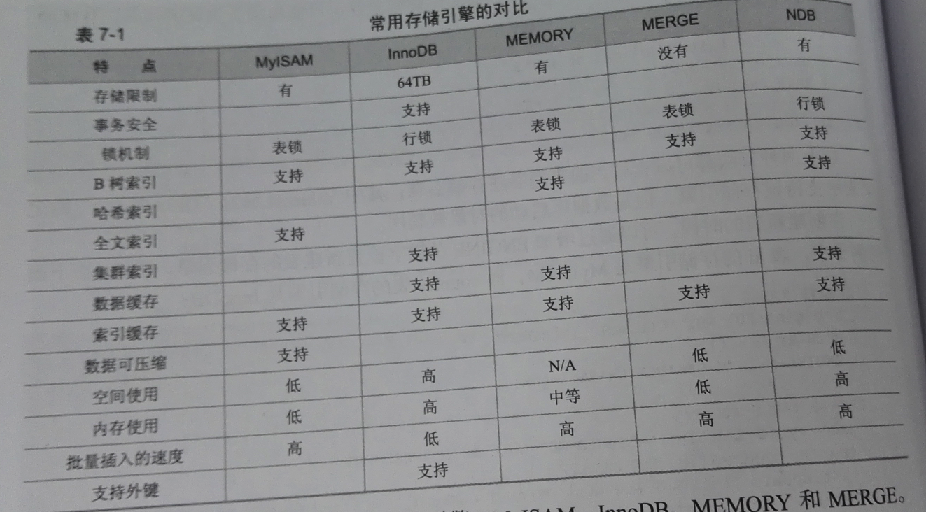 表 7-1 常用存储引擎的对比
特 点 MyISAM InnoDB MEMORY MERGE NDB
存储限制 有 64TB 有 没有 有
事务安全 支持
锁机制 表锁 行锁 表锁 表锁 行锁
B 树索引 支持 支持 支持 支持 支持
哈希索引 支持 支持
全文索引 支持
集群索引 支持
数据缓存 支持 支持 支持
索引缓存 支持 支持 支持 支持 支持
数据可压缩 支持
空间使用 低 高 N/A 低 低
内存使用 低 高 中等 低 高
批量插入的速度 高 低 高 高 高
支持外键 支持
InnoDB、MEMORY 和 MERGE。